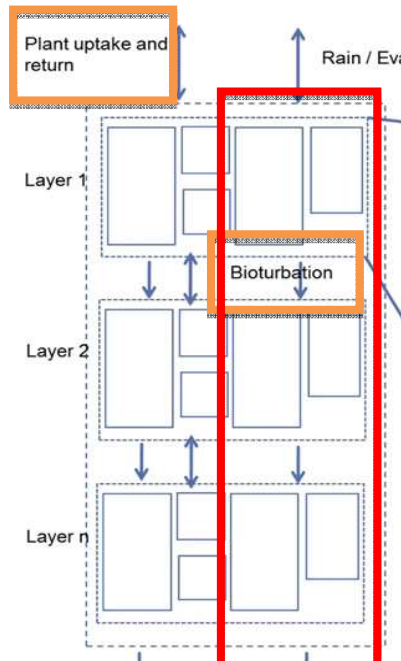 Plant uptake and
return
Rain / Eva
Layer 1
Bioturbation
Layer 2
Layer n